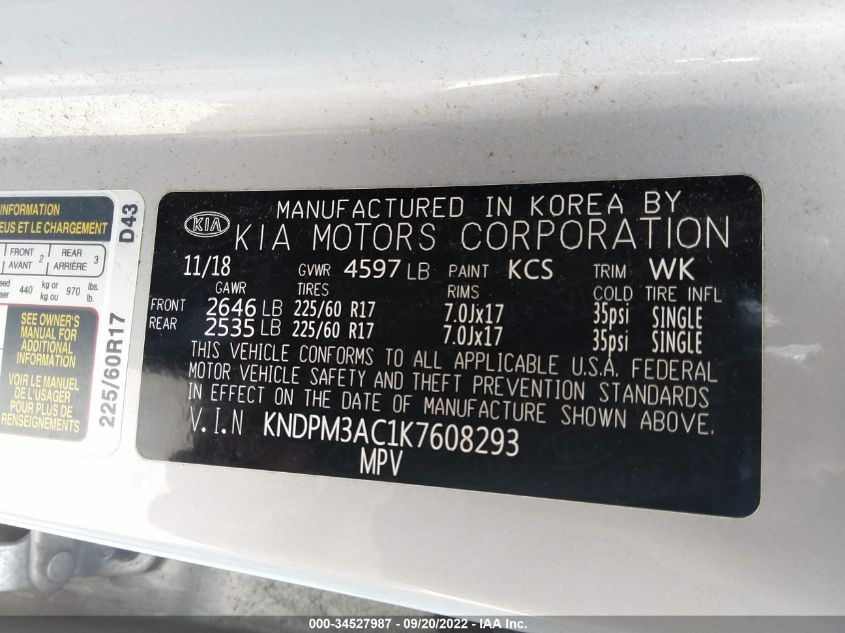 INFORMATION
EUS ET LE CHARGEMENT
FRONT AVANT 2 REAR ARRIÈRE 3
440 kg or kg ou 970 lbs. lb.
SEE OWNER'S
MANUAL FOR
ADDITIONAL
INFORMATION
VOIR LE MANUEL
DE L'USAGER
POUR PLUS DE
RENSEIGNEMENTS
D43
225/60R17
KIA
MANUFACTURED IN KOREA BY
KIA MOTORS CORPORATION
11/18 GVWR 4597 LB PAINT KCS TRIM WK
GAWR TIRES RIMS COLD TIRE INFL
FRONT 2646 LB 225/60 R17 7.0Jx17 35psi SINGLE
REAR 2535 LB 225/60 R17 7.0Jx17 35psi SINGLE
THIS VEHICLE CONFORMS TO ALL APPLICABLE U.S.A. FEDERAL
MOTOR VEHICLE SAFETY AND THEFT PREVENTION STANDARDS
IN EFFECT ON THE DATE OF MANUFACTURE SHOWN ABOVE.
V.I.N KNDPM3AC1K7608293
MPV
000-34527987 - 09/20/2022 - IAA Inc.